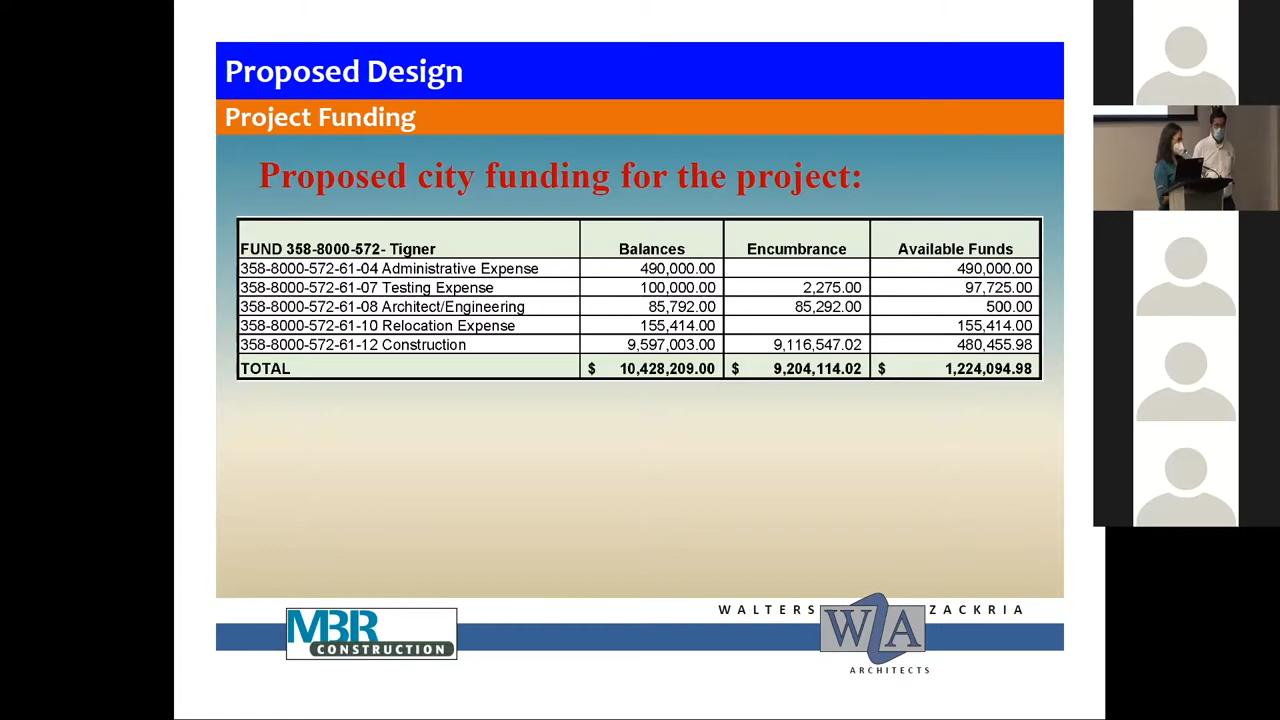 Proposed Design
Project Funding
Proposed city funding for the project:
FUND 358-8000-572- Tigner Balances Encumbrance Available Funds
358-8000-572-61-04 Administrative Expense 490,000.00 490,000.00
358-8000-572-61-07 Testing Expense 100,000.00 2,275.00 97,725.00
358-8000-572-61-08 Architect/Engineering 85,792.00 85,292.00 500.00
358-8000-572-61-10 Relocation Expense 155,414.00 155,414.00
358-8000-572-61-12 Construction 9,597,003.00 9,116,547.02 480,455.98
TOTAL $ 10,428,209.00 $ 9,204,114.02 $ 1,224,094.98
MBR
CONSTRUCTION
WALTERS ZACKRIA
WZA
ARCHITECTS